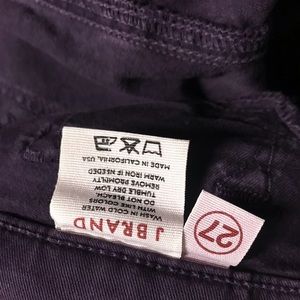 J BRAND
WASH IN COLD WATER
WITH LIKE COLORS
DO NOT BLEACH.
TUMBLE DRY LOW
REMOVE PROMPTLY
WARM IRON IF NEEDED
MADE IN CALIFORNIA, USA
27